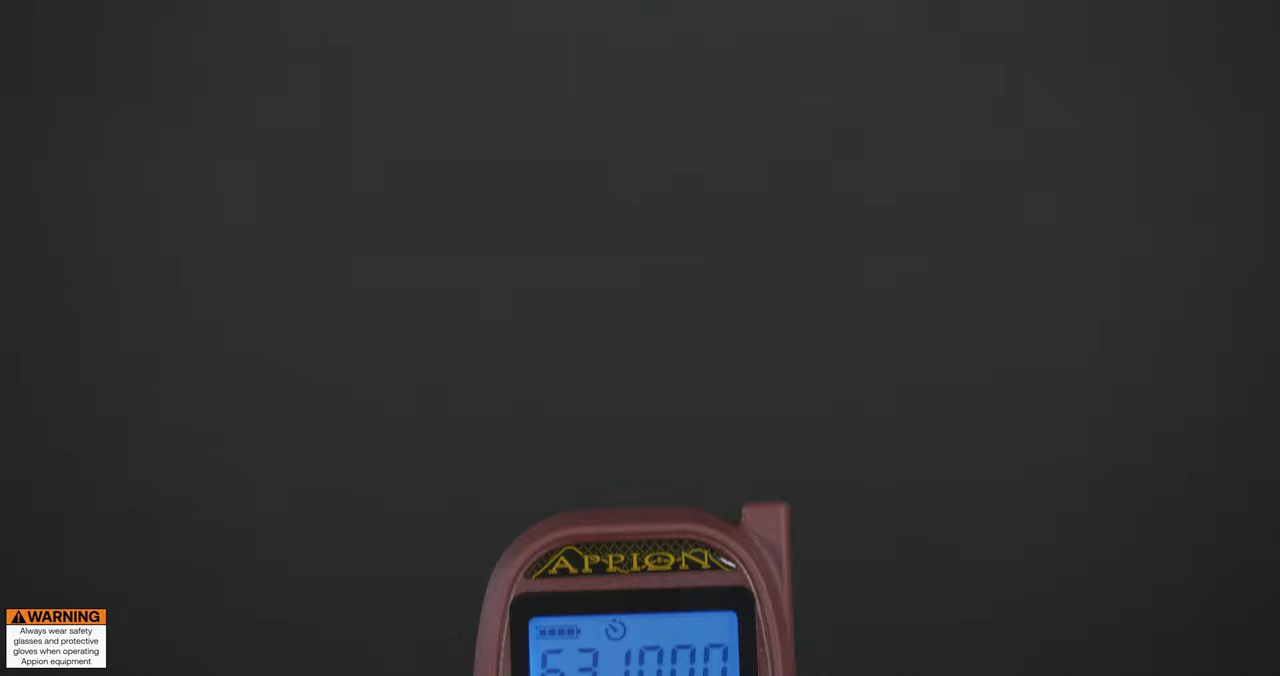 APPION
WARNING
Always wear safety
glasses and protective
gloves when operating
Appion equipment